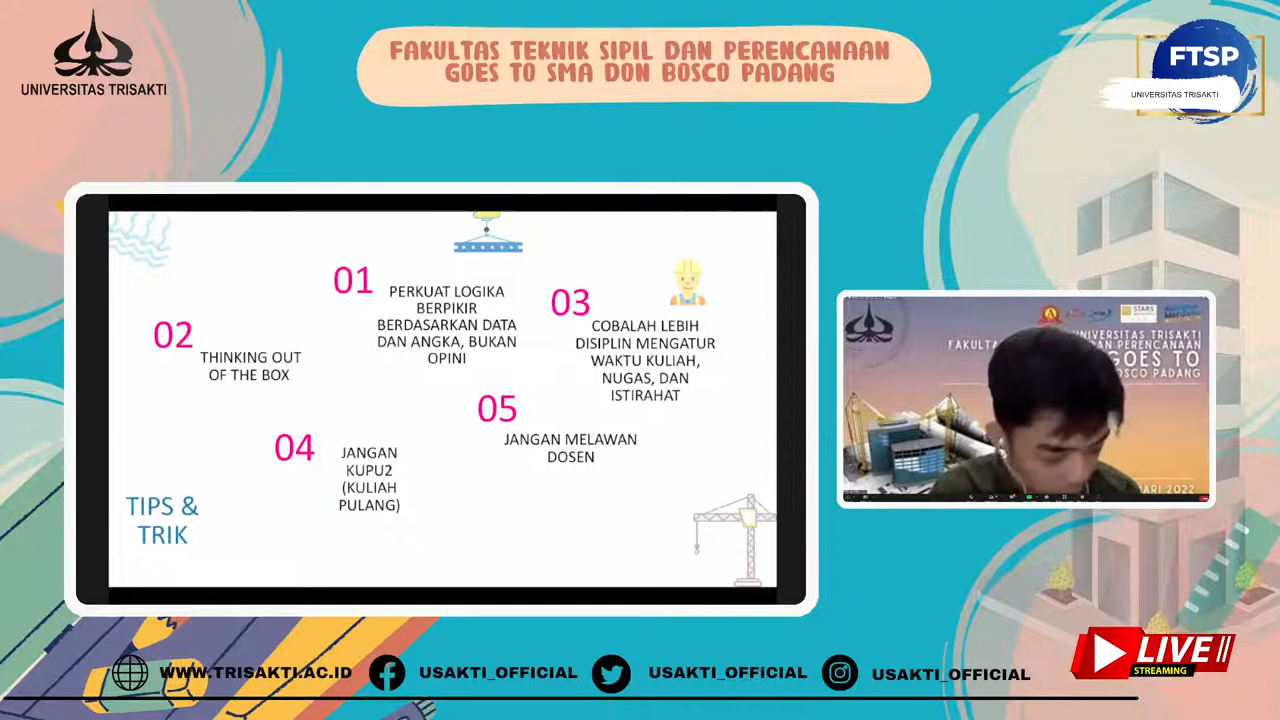 UNIVERSITAS TRISAKTI
FAKULTAS TEKNIK SIPIL DAN PERENCANAAN
GOES TO SMA DON BOSCO PADANG
FTSP
UNIVERSITAS TRISAKTI
01
PERKUAT LOGIKA
BERPIKIR
BERDASARKAN DATA
DAN ANGKA, BUKAN
OPINI
02
THINKING OUT
OF THE BOX
03
COBALAH LEBIH
DISIPLIN MENGATUR
WAKTU KULIAH,
NUGAS, DAN
ISTIRAHAT
04
JANGAN
KUPU2
(KULIAH
PULANG)
05
JANGAN MELAWAN
DOSEN
TIPS &
TRIK
STARS
UNIVERSITAS TRISAKTI
PERENCANAAN
GOES TO
BOSCO PADANG
2022
WWW.TRISAKTI.AC.ID
USAKTI_OFFICIAL
USAKTI_OFFICIAL
USAKTI_OFFICIAL
LIVE
STREAMING